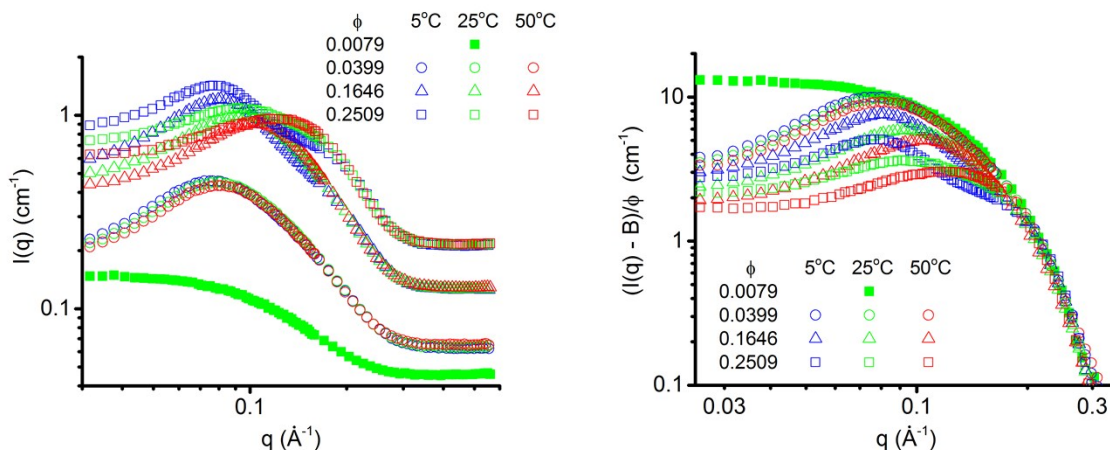 ϕ 5°C 25°C 50°C
0.0079
0.0399
0.1646
0.2509
1
0.1
I(q) (cm⁻¹)
0.1
q (Å⁻¹)
10
1
0.1
(I(q) - B)/ϕ (cm⁻¹)
ϕ 5°C 25°C 50°C
0.0079
0.0399
0.1646
0.2509
0.03 0.1 0.3
q (Å⁻¹)